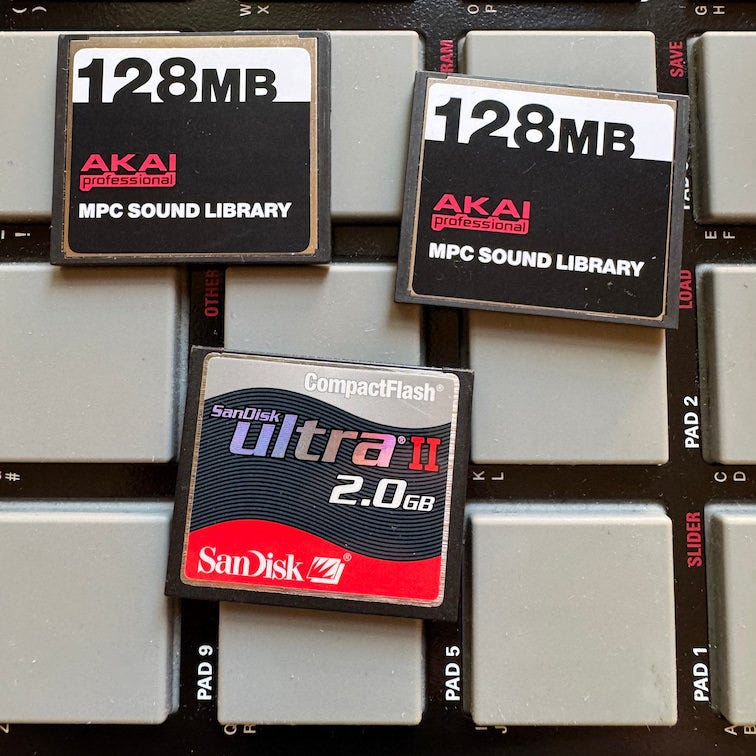 128MB
AKAI
professional
MPC SOUND LIBRARY
128MB
AKAI
professional
MPC SOUND LIBRARY
CompactFlash®
SanDisk
ultra® II
2.0GB
SanDisk®
SAVE
OTHER
LOAD
PAD 2
SLIDER
PAD 9
PAD 5
PAD 1
W
X
O
P
G
H
E
F
K
L
C
D
#
Q
R
J
A
B